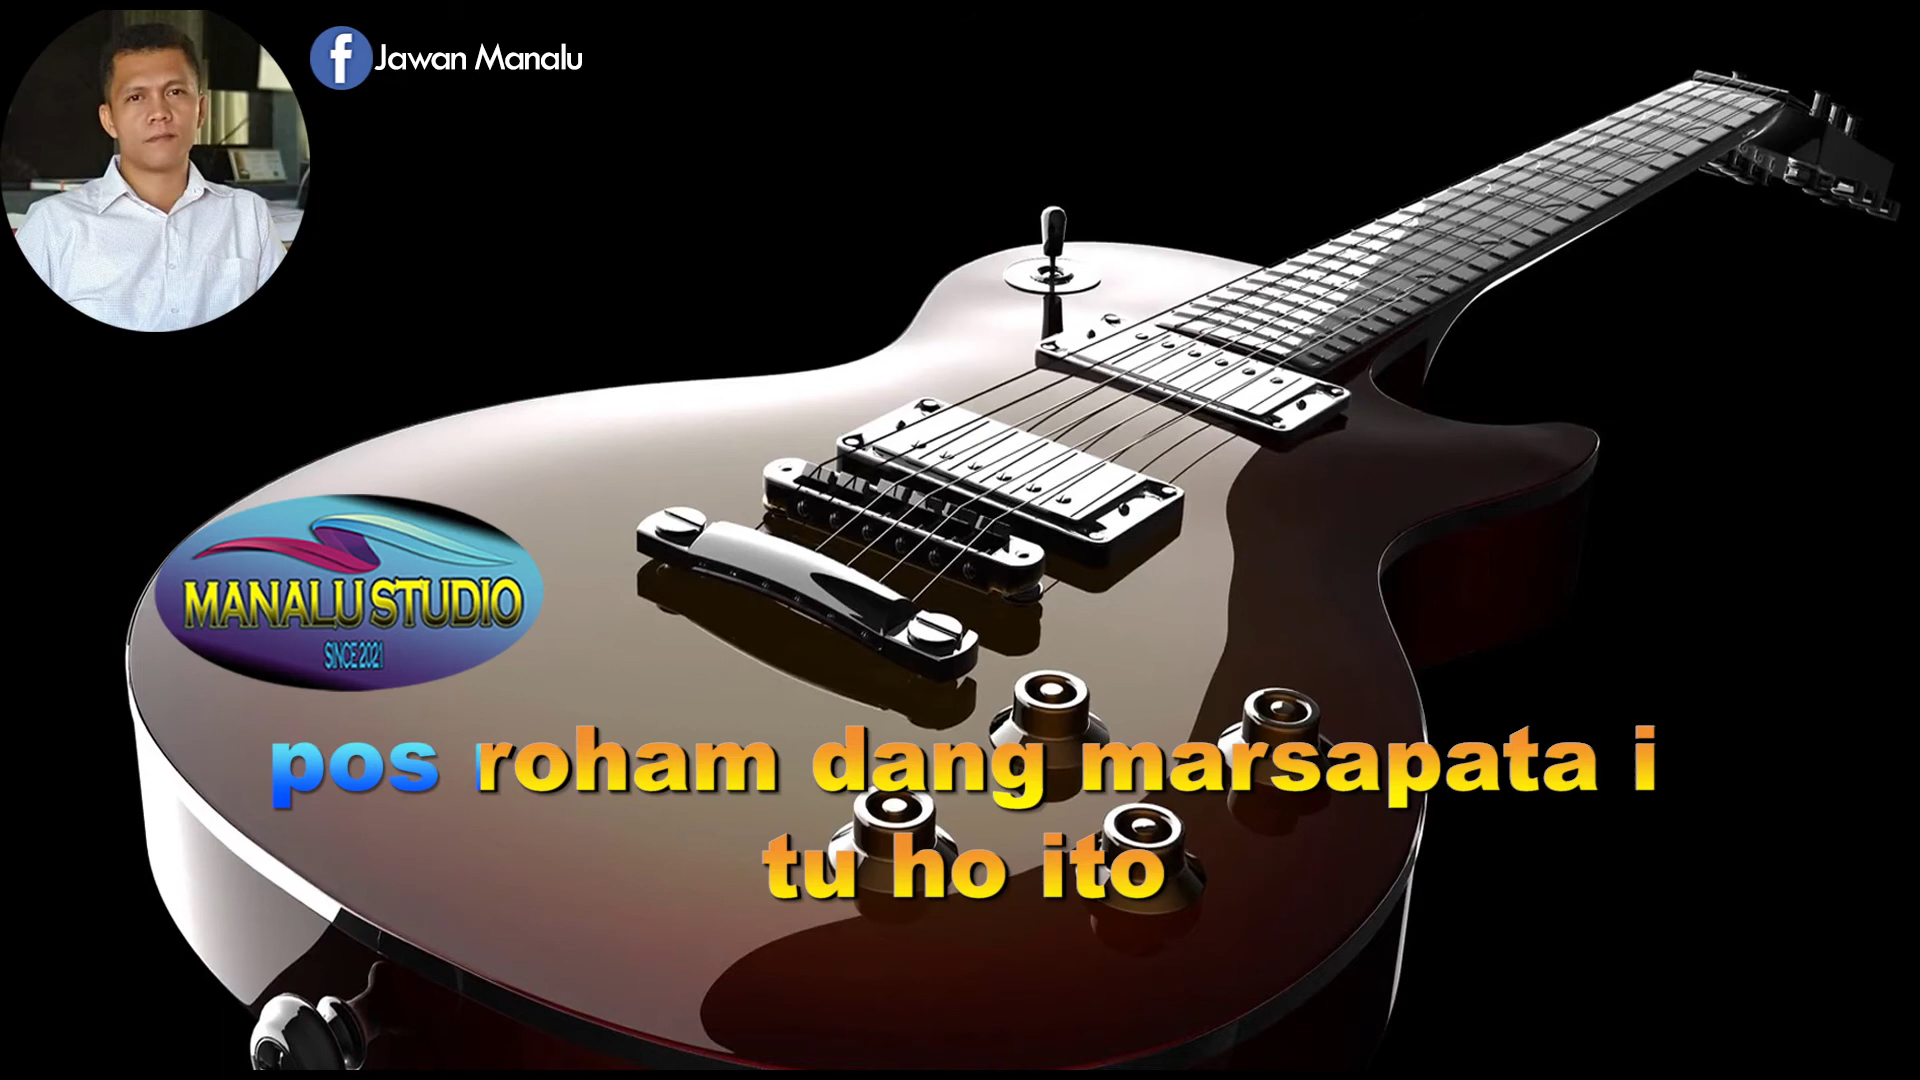 f Jawan Manalu
MANALU STUDIO
SINCE 2021
pos roham dang marsapata i
tu ho ito